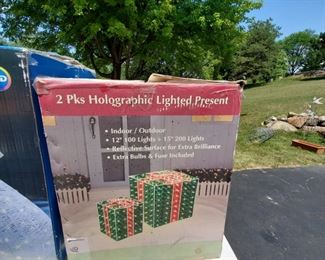 2 Pks Holographic Lighted Present
• Indoor / Outdoor
• 12" 100 Lights + 15" 200 Lights
• Reflective Surface for Extra Brilliance
• Extra Bulbs & Fuse Included